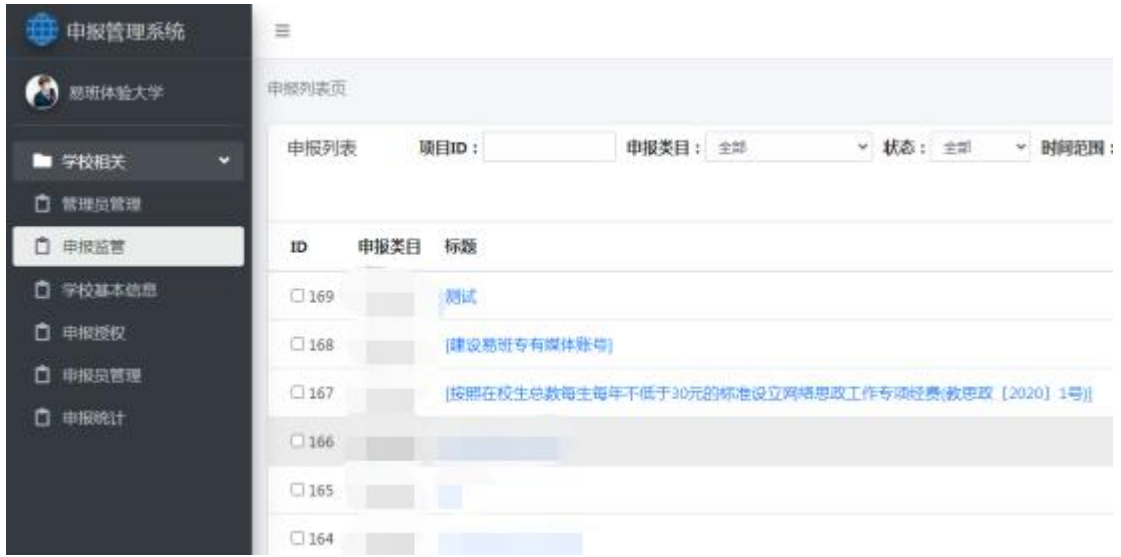 申报管理系统
易班体验大学
学校相关
管理员管理
申报监管
学校基本信息
申报授权
申报员管理
申报统计
申报列表页
申报列表 项目ID： 申报类目： 全部 状态： 全部 时间范围：
ID 申报类目 标题
169 测试
168 [建设易班专有媒体账号]
167 [按照在校生总数每生每年不低于30元的标准设立网络思政工作专项经费(教思政［2020］1号)]
166
165
164